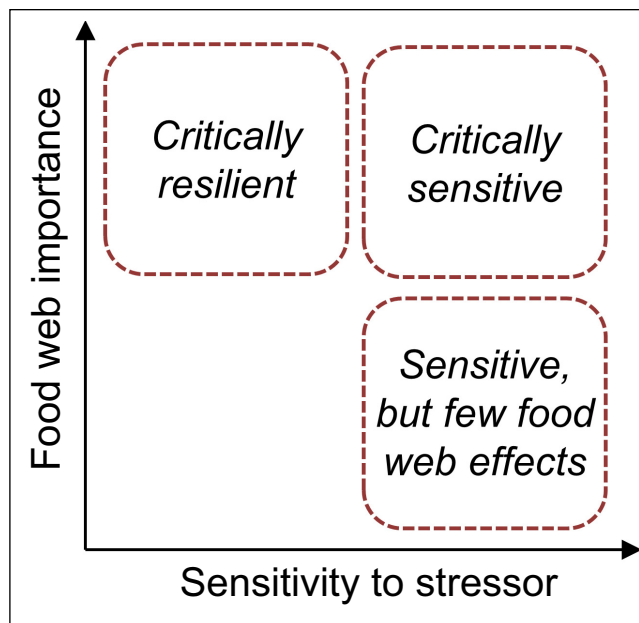 Food web importance
Critically
resilient
Critically
sensitive
Sensitive,
but few food
web effects
Sensitivity to stressor